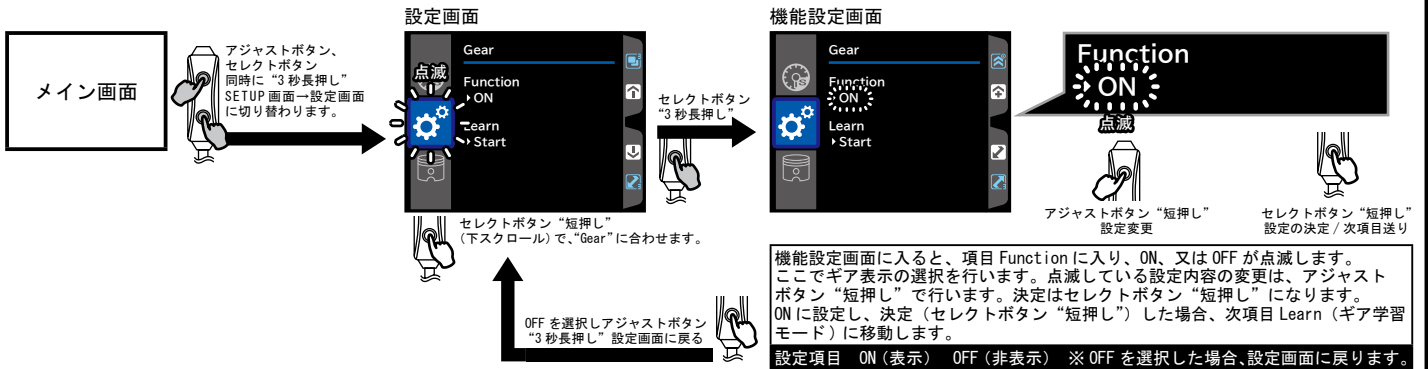 設定画面
機能設定画面
メイン画面
アジャストボタン、
セレクトボタン
同時に“3秒長押し”
SETUP画面→設定画面
に切り替わります。
Gear
点滅
Function
ON
Learn
Start
セレクトボタン
“3秒長押し”
Gear
Function
ON
Learn
Start
Function
ON
点滅
アジャストボタン“短押し”
設定変更
セレクトボタン“短押し”
設定の決定/次項目送り
セレクトボタン“短押し”
(下スクロール)で、“Gear”に合わせます。
OFFを選択しアジャストボタン
“3秒長押し”設定画面に戻る
機能設定画面に入ると、項目Functionに入り、ON、又はOFFが点滅します。
ここでギア表示の選択を行います。点滅している設定内容の変更は、アジャスト
ボタン“短押し”で行います。決定はセレクトボタン“短押し”になります。
ONに設定し、決定(セレクトボタン“短押し”)した場合、次項目Learn(ギア学習
モード)に移動します。
設定項目 ON(表示) OFF(非表示) ※OFFを選択した場合、設定画面に戻ります。